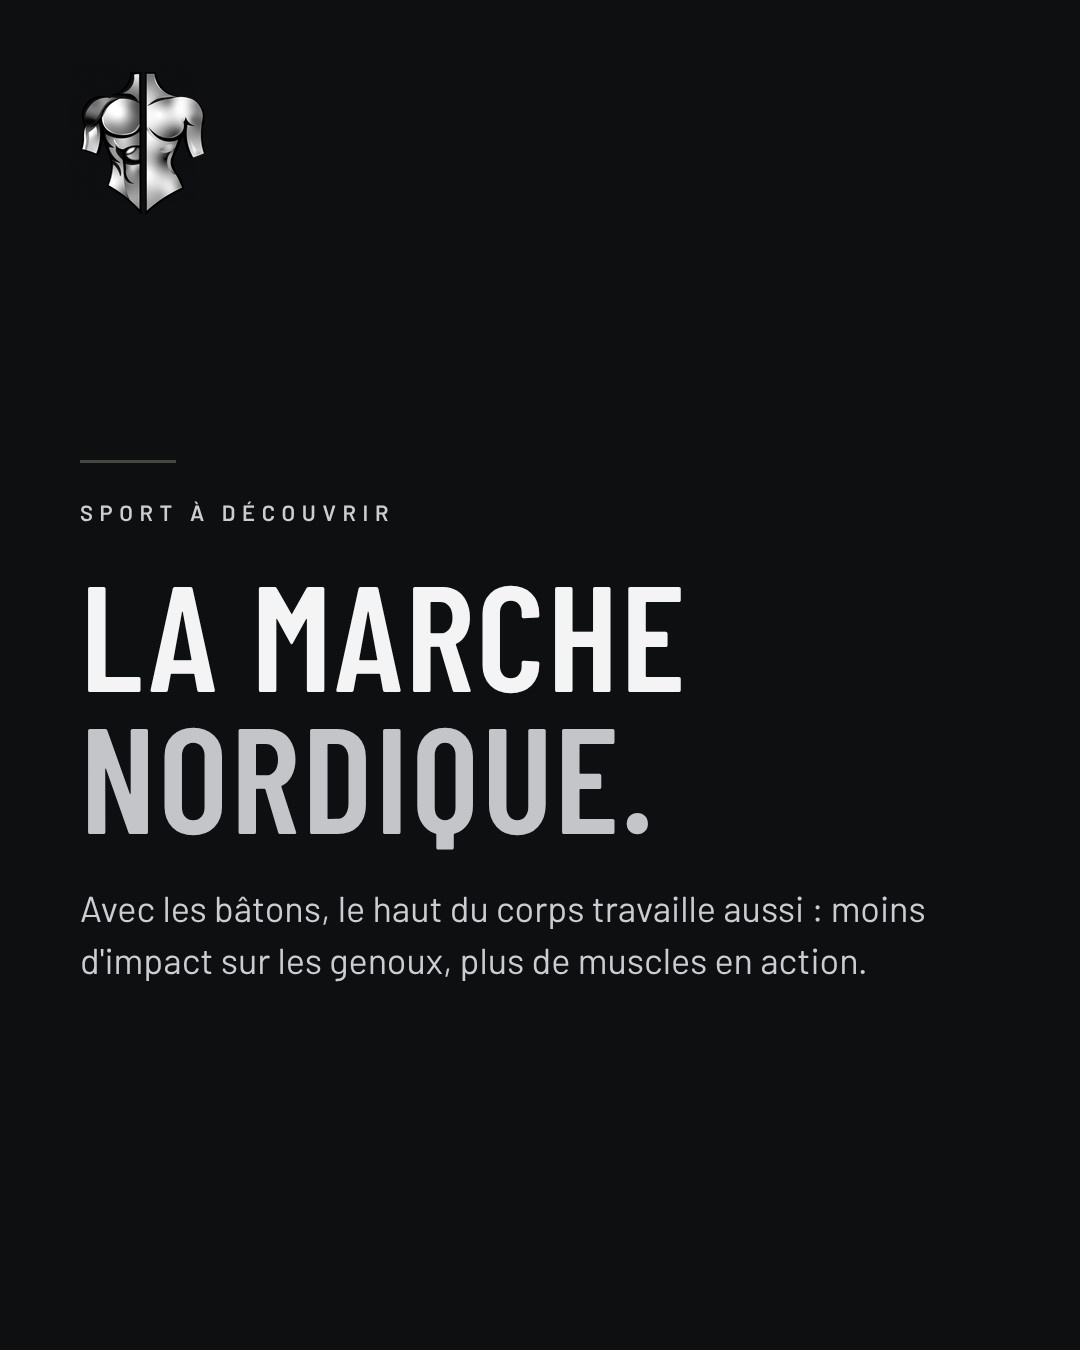 SPORT À DÉCOUVRIR
LA MARCHE
NORDIQUE.
Avec les bâtons, le haut du corps travaille aussi : moins
d'impact sur les genoux, plus de muscles en action.